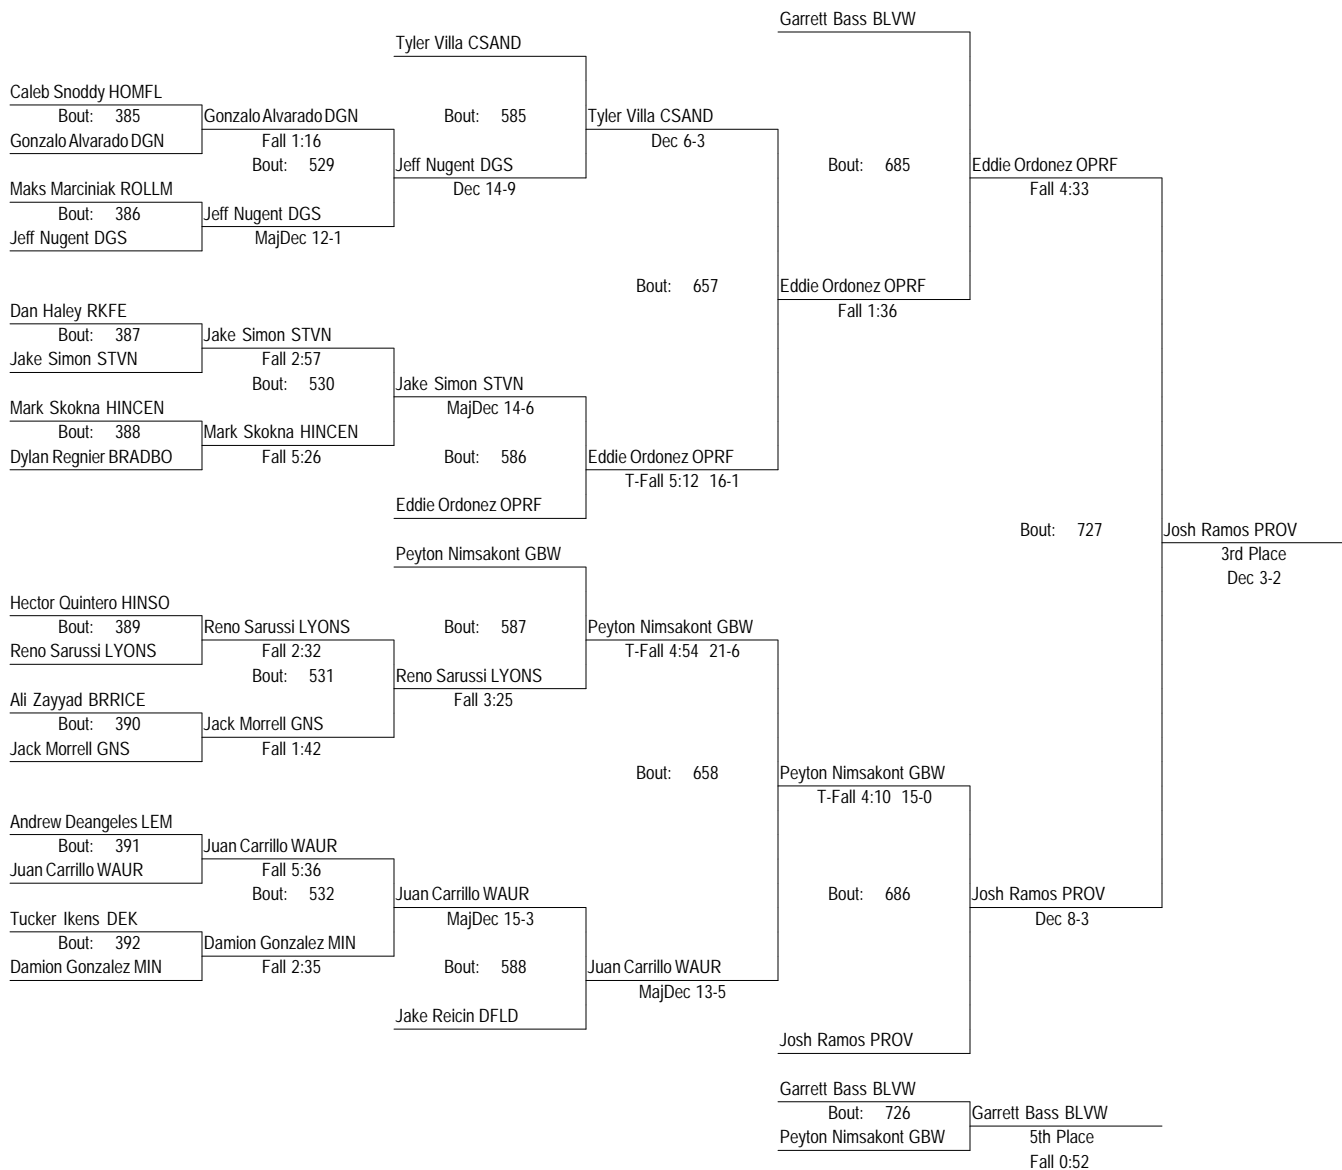 Garrett Bass BLVW
Tyler Villa CSAND
Caleb Snoddy HOMFL
Bout: 385
Gonzalo Alvarado DGN
Gonzalo Alvarado DGN
Fall 1:16
Bout: 585
Tyler Villa CSAND
Dec 6-3
Bout: 529
Jeff Nugent DGS
Dec 14-9
Bout: 685
Eddie Ordonez OPRF
Fall 4:33
Maks Marciniak ROLLM
Bout: 386
Jeff Nugent DGS
Jeff Nugent DGS
MajDec 12-1
Bout: 657
Eddie Ordonez OPRF
Fall 1:36
Dan Haley RKFE
Bout: 387
Jake Simon STVN
Jake Simon STVN
Fall 2:57
Bout: 530
Jake Simon STVN
MajDec 14-6
Mark Skokna HINCEN
Bout: 388
Dylan Regnier BRADBO
Mark Skokna HINCEN
Fall 5:26
Bout: 586
Eddie Ordonez OPRF
T-Fall 5:12 16-1
Eddie Ordonez OPRF
Bout: 727
Josh Ramos PROV
3rd Place
Dec 3-2
Peyton Nimsakont GBW
Hector Quintero HINSO
Bout: 389
Reno Sarussi LYONS
Reno Sarussi LYONS
Fall 2:32
Bout: 587
Peyton Nimsakont GBW
T-Fall 4:54 21-6
Bout: 531
Reno Sarussi LYONS
Fall 3:25
Ali Zayyad BRRICE
Bout: 390
Jack Morrell GNS
Jack Morrell GNS
Fall 1:42
Bout: 658
Peyton Nimsakont GBW
T-Fall 4:10 15-0
Andrew Deangeles LEM
Bout: 391
Juan Carrillo WAUR
Juan Carrillo WAUR
Fall 5:36
Bout: 532
Juan Carrillo WAUR
MajDec 15-3
Bout: 686
Josh Ramos PROV
Dec 8-3
Tucker Ikens DEK
Bout: 392
Damion Gonzalez MIN
Damion Gonzalez MIN
Fall 2:35
Bout: 588
Juan Carrillo WAUR
MajDec 13-5
Jake Reicin DFLD
Josh Ramos PROV
Garrett Bass BLVW
Bout: 726
Peyton Nimsakont GBW
Garrett Bass BLVW
5th Place
Fall 0:52